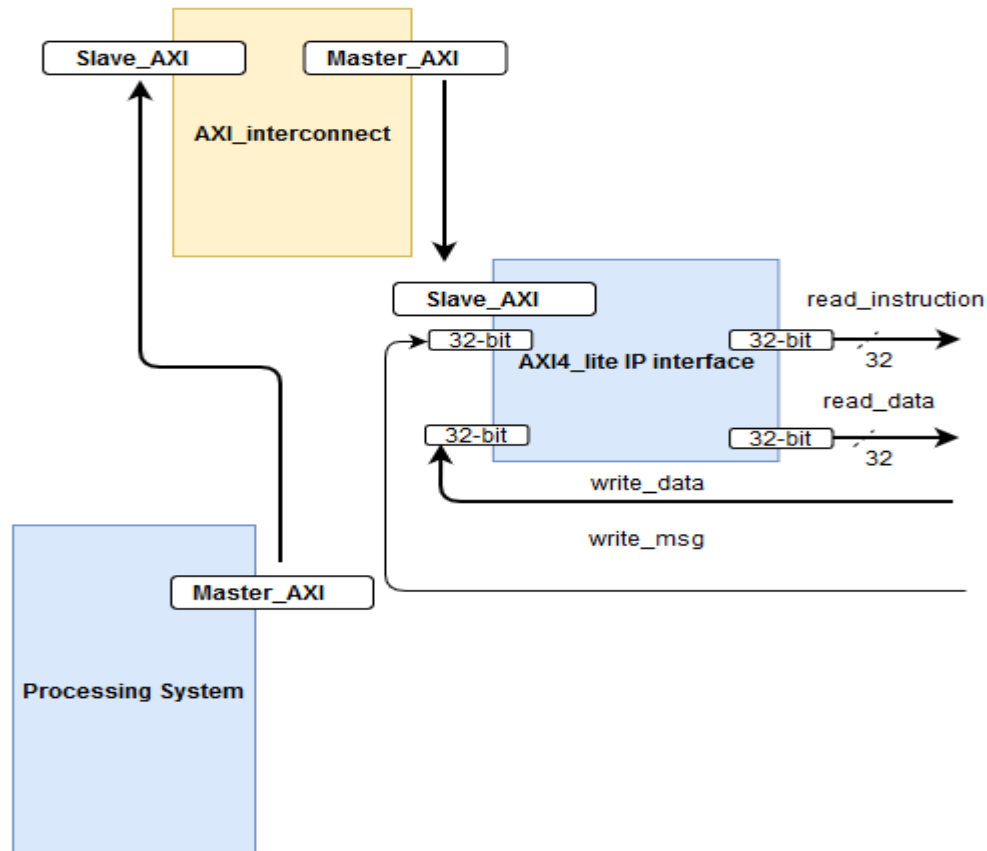 Slave_AXI
Master_AXI
AXI_interconnect
Slave_AXI
read_instruction
32-bit
32-bit
AXI4_lite IP interface
32
read_data
32-bit
32-bit
32
write_data
write_msg
Master_AXI
Processing System